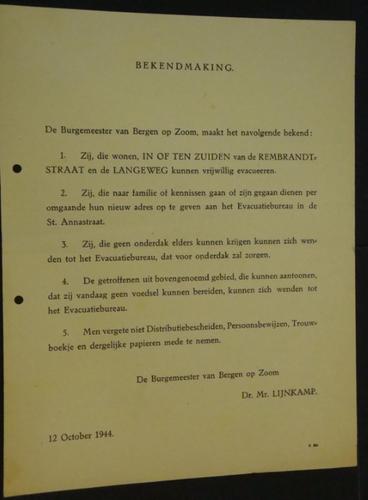 BEKENDMAKING.
De Burgemeester van Bergen op Zoom, maakt het navolgende bekend:
1. Zij, die wonen, IN OF TEN ZUIDEN van de REMBRANDT-
STRAAT en de LANGEWEG kunnen vrijwillig evacueeren.
2. Zij, die naar familie of kennissen gaan of zijn gegaan dienen per
omgaande hun nieuw adres op te geven aan het Evacuatiebureau in de
St. Annastraat.
3. Zij, die geen onderdak elders kunnen krijgen kunnen zich wen-
den tot het Evacuatiebureau, dat voor onderdak zal zorgen.
4. De getroffenen uit bovengenoemd gebied, die kunnen aantoonen,
dat zij vandaag geen voedsel kunnen bereiden, kunnen zich wenden tot
het Evacuatiebureau.
5. Men vergete niet Distributiebescheiden, Persoonsbewijzen, Trouw-
boekje en dergelijke papieren mede te nemen.
De Burgemeester van Bergen op Zoom
Dr. Mr. LIJNKAMP.
12 October 1944.